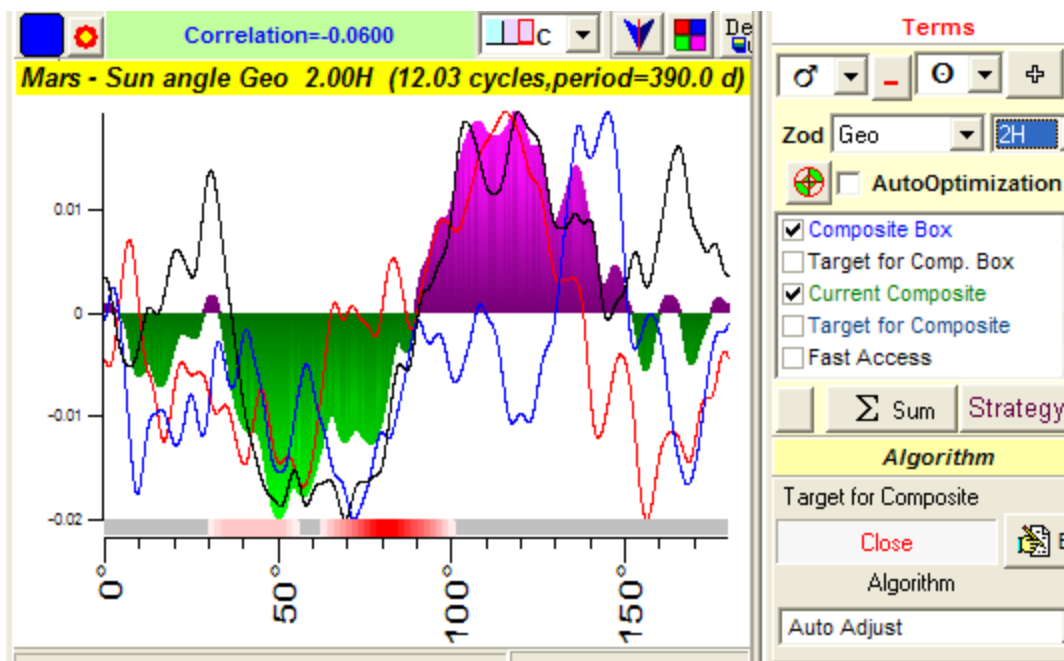 Correlation=-0.0600
C
De
Mars - Sun angle Geo 2.00H (12.03 cycles,period=390.0 d)
0.01
0
-0.01
-0.02
0°
50°
100°
150°
Terms
♂
-
ʘ
Zod
Geo
2H
AutoOptimization
Composite Box
Target for Comp. Box
Current Composite
Target for Composite
Fast Access
Σ Sum
Strategy
Algorithm
Target for Composite
Close
Algorithm
Auto Adjust